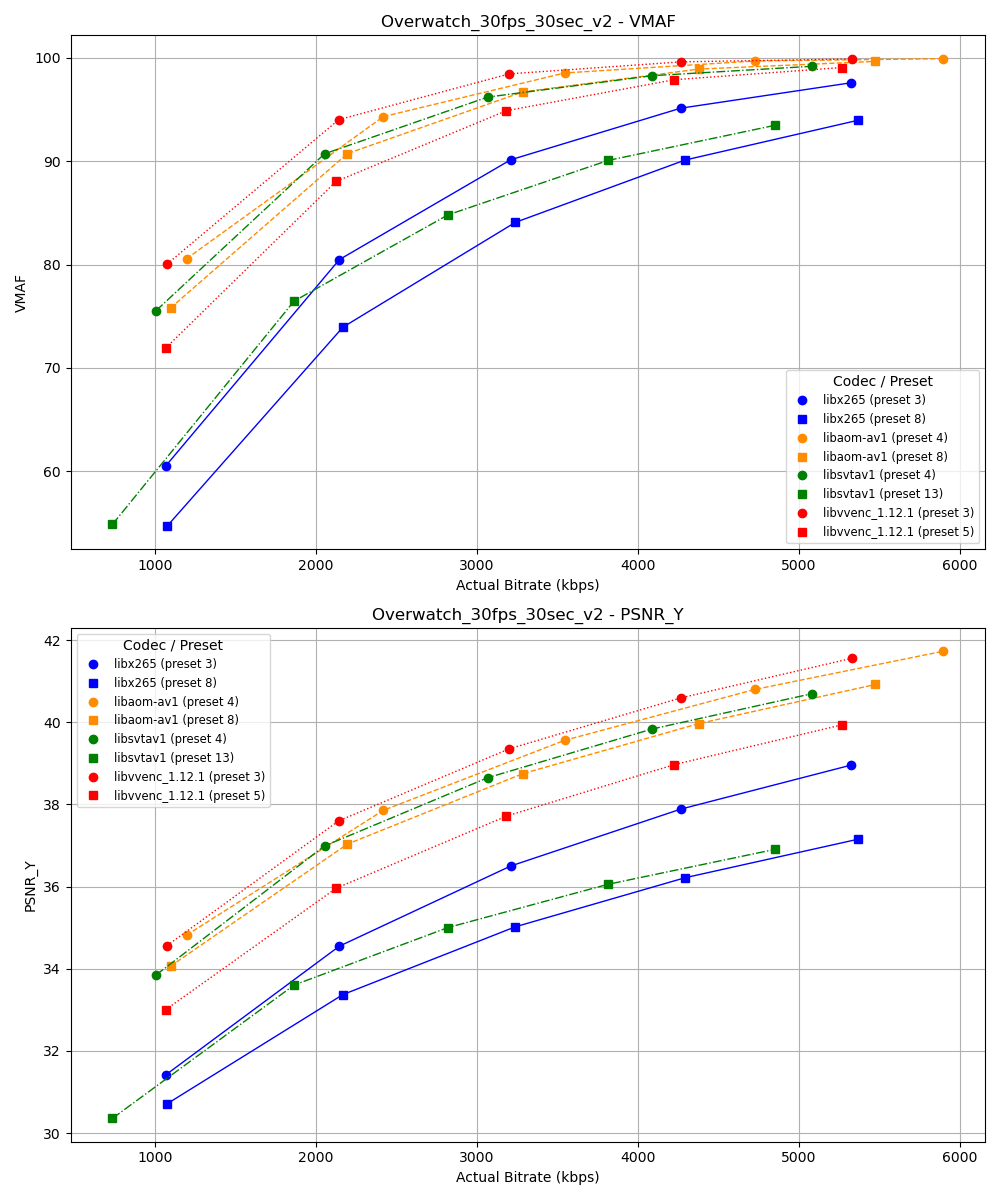 Overwatch_30fps_30sec_v2 - VMAF
100
90
80
70
60
VMAF
Codec / Preset
libx265 (preset 3)
libx265 (preset 8)
libaom-av1 (preset 4)
libaom-av1 (preset 8)
libsvtav1 (preset 4)
libsvtav1 (preset 13)
libvvenc_1.12.1 (preset 3)
libvvenc_1.12.1 (preset 5)
1000 2000 3000 4000 5000 6000
Actual Bitrate (kbps)
Overwatch_30fps_30sec_v2 - PSNR_Y
42
40
38
36
34
32
30
PSNR_Y
Codec / Preset
libx265 (preset 3)
libx265 (preset 8)
libaom-av1 (preset 4)
libaom-av1 (preset 8)
libsvtav1 (preset 4)
libsvtav1 (preset 13)
libvvenc_1.12.1 (preset 3)
libvvenc_1.12.1 (preset 5)
1000 2000 3000 4000 5000 6000
Actual Bitrate (kbps)